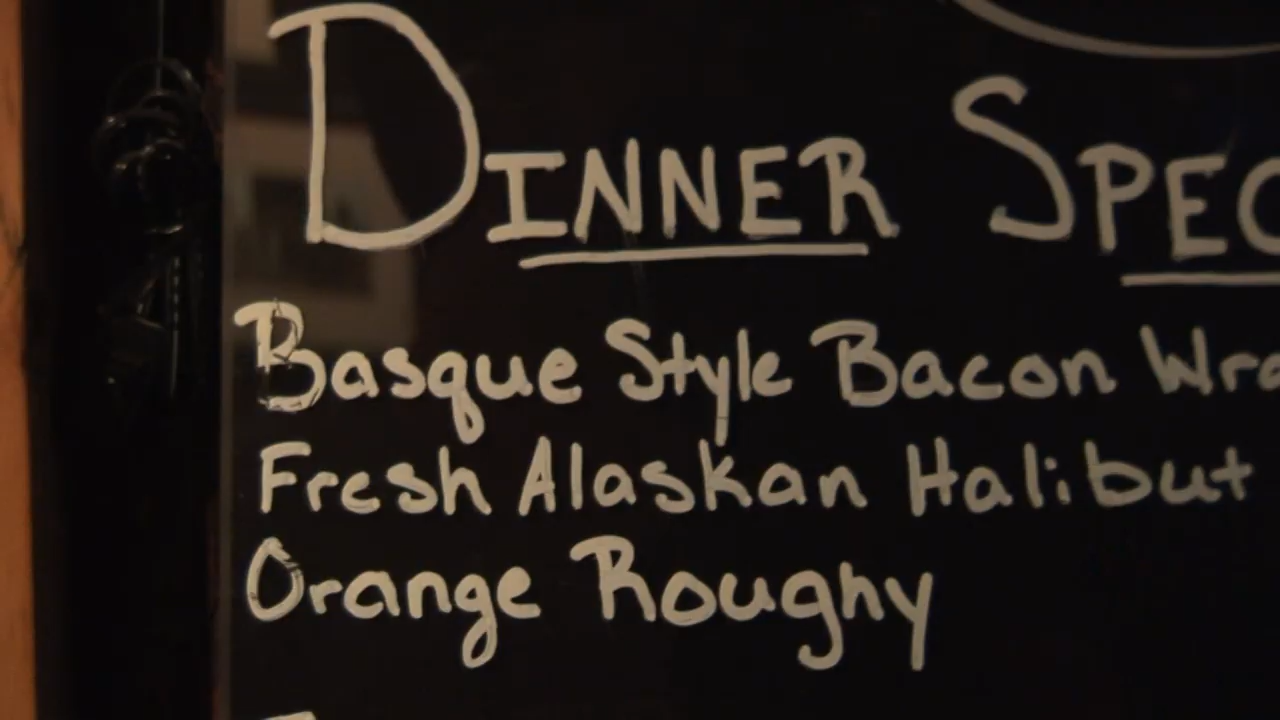 DINNER SPEC
Basque Style Bacon Wra
Fresh Alaskan Halibut
Orange Roughy